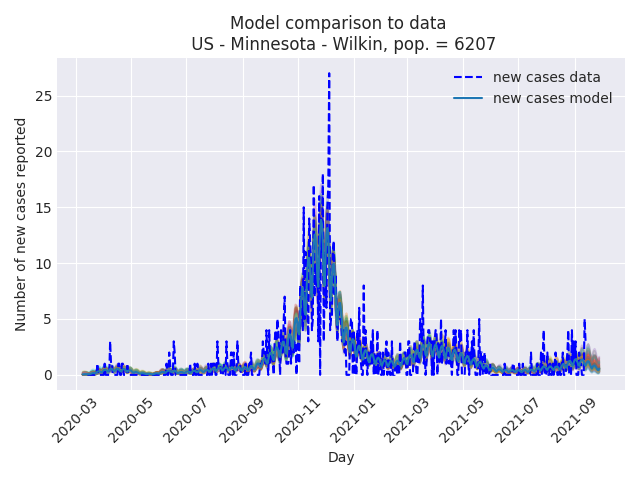 Model comparison to data
US - Minnesota - Wilkin, pop. = 6207
new cases data
new cases model
Number of new cases reported
25
20
15
10
5
0
2020-03
2020-05
2020-07
2020-09
2020-11
2021-01
2021-03
2021-05
2021-07
2021-09
Day